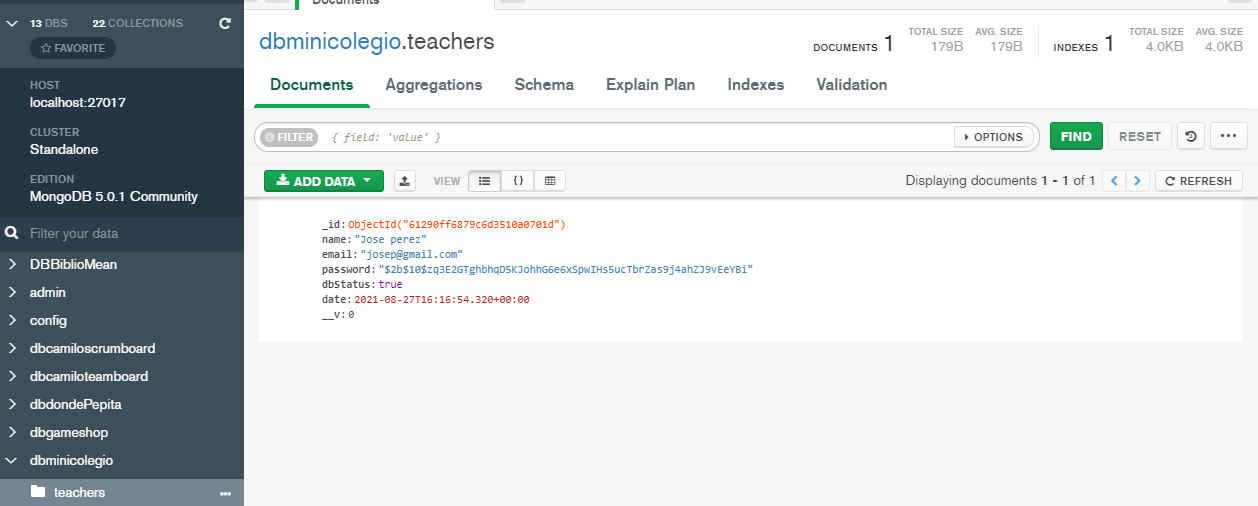 Documents
13 DBS 22 COLLECTIONS
FAVORITE
HOST
localhost:27017
CLUSTER
Standalone
EDITION
MongoDB 5.0.1 Community
Filter your data
DBBiblioMean
admin
config
dbcamiloscrumboard
dbcamiloteamboard
dbdondePepita
dbgameshop
dbminicolegio
teachers
dbminicolegio.teachers
DOCUMENTS 1 TOTAL SIZE 179B AVG. SIZE 179B INDEXES 1 TOTAL SIZE 4.0KB AVG. SIZE 4.0KB
Documents Aggregations Schema Explain Plan Indexes Validation
FILTER { field: 'value' } OPTIONS FIND RESET
ADD DATA VIEW {} Displaying documents 1 - 1 of 1 REFRESH
_id: ObjectId("61290ff6879c6d3510a0701d")
name: "Jose perez"
email: "josep@gmail.com"
password: "$2b$10$zq3E2GTghbhqD5KJohhG6e6xSpwIHs5ucTbrZas9j4ahZJ9vEeYBi"
dbStatus: true
date: 2021-08-27T16:16:54.320+00:00
__v: 0